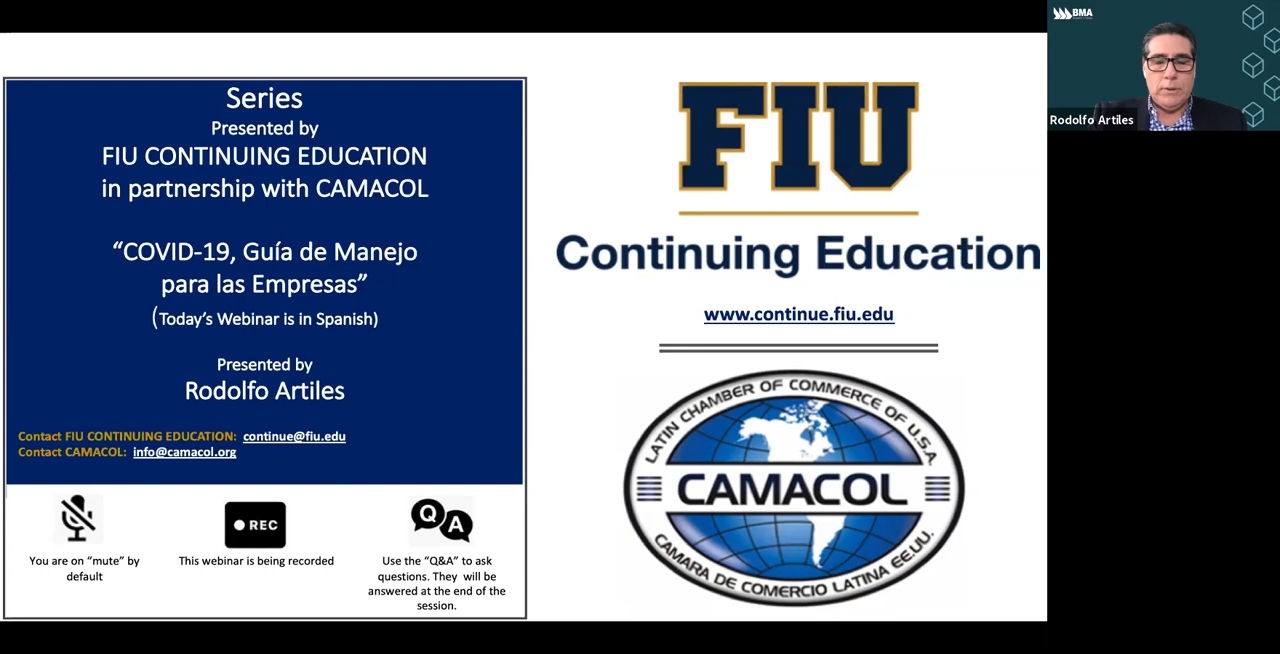 Series
Presented by
FIU CONTINUING EDUCATION
in partnership with CAMACOL
“COVID-19, Guía de Manejo
para las Empresas”
(Today’s Webinar is in Spanish)
Presented by
Rodolfo Artiles
Contact FIU CONTINUING EDUCATION: continue@fiu.edu
Contact CAMACOL: info@camacol.org
You are on “mute” by
default
REC
This webinar is being recorded
Q A
Use the “Q&A” to ask
questions. They will be
answered at the end of the
session.
FIU
Continuing Education
www.continue.fiu.edu
LATIN CHAMBER OF COMMERCE OF U.S.A.
CAMACOL
CAMARA DE COMERCIO LATINA EE.UU.
BMA
Rodolfo Artiles